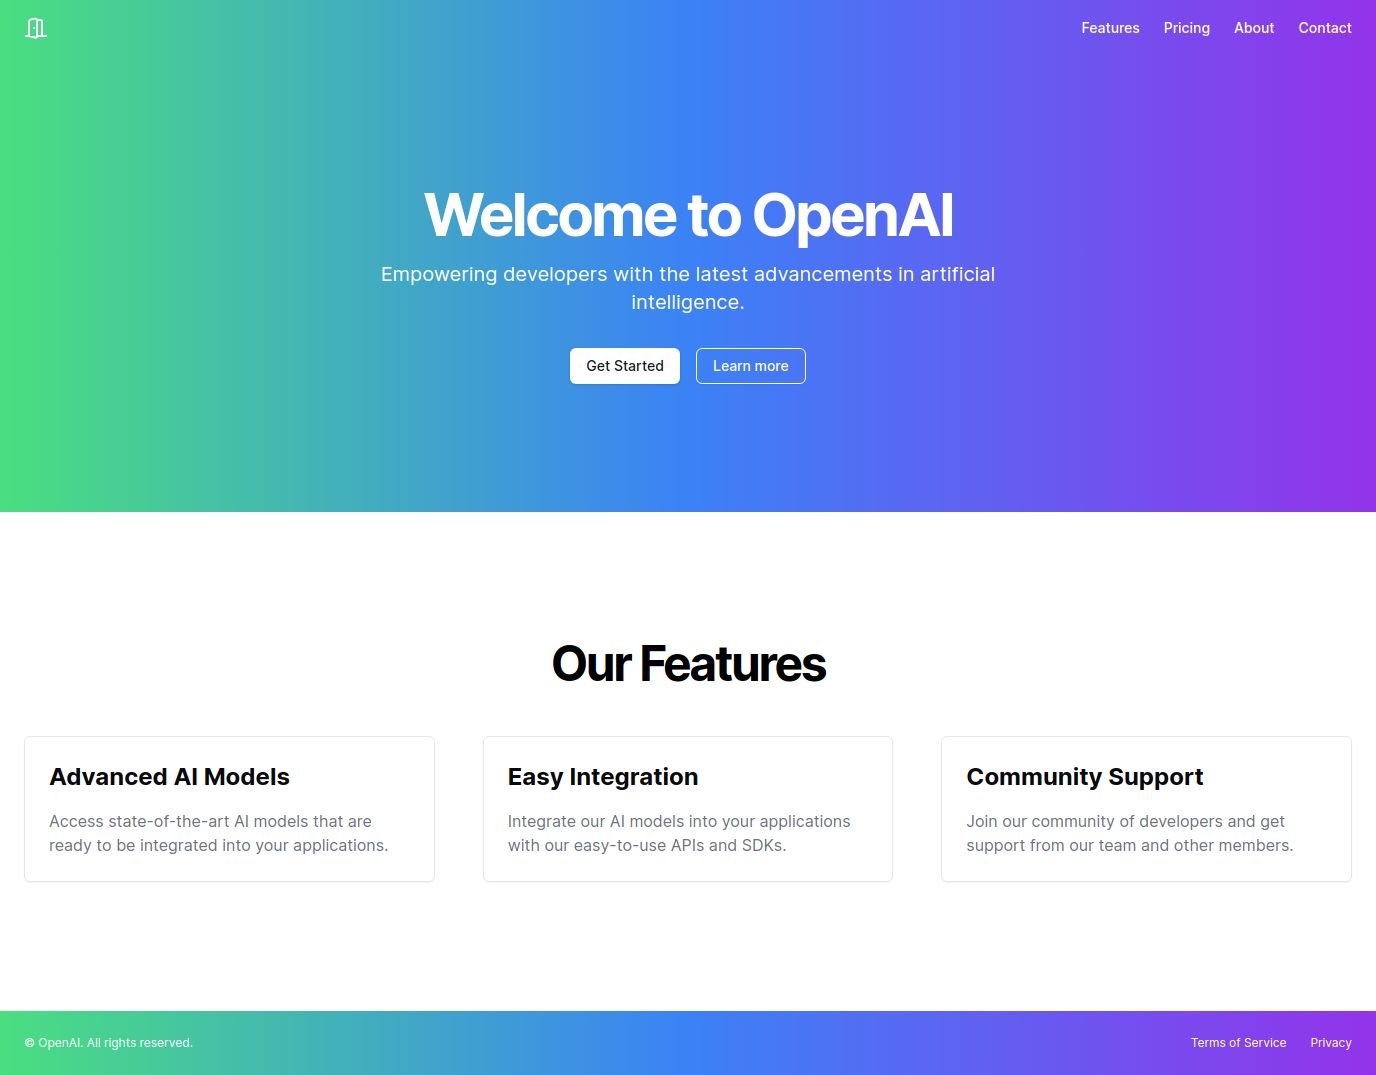 Features
Pricing
About
Contact
Welcome to OpenAI
Empowering developers with the latest advancements in artificial
intelligence.
Get Started
Learn more
Our Features
Advanced AI Models
Access state-of-the-art AI models that are
ready to be integrated into your applications.
Easy Integration
Integrate our AI models into your applications
with our easy-to-use APIs and SDKs.
Community Support
Join our community of developers and get
support from our team and other members.
© OpenAI. All rights reserved.
Terms of Service
Privacy